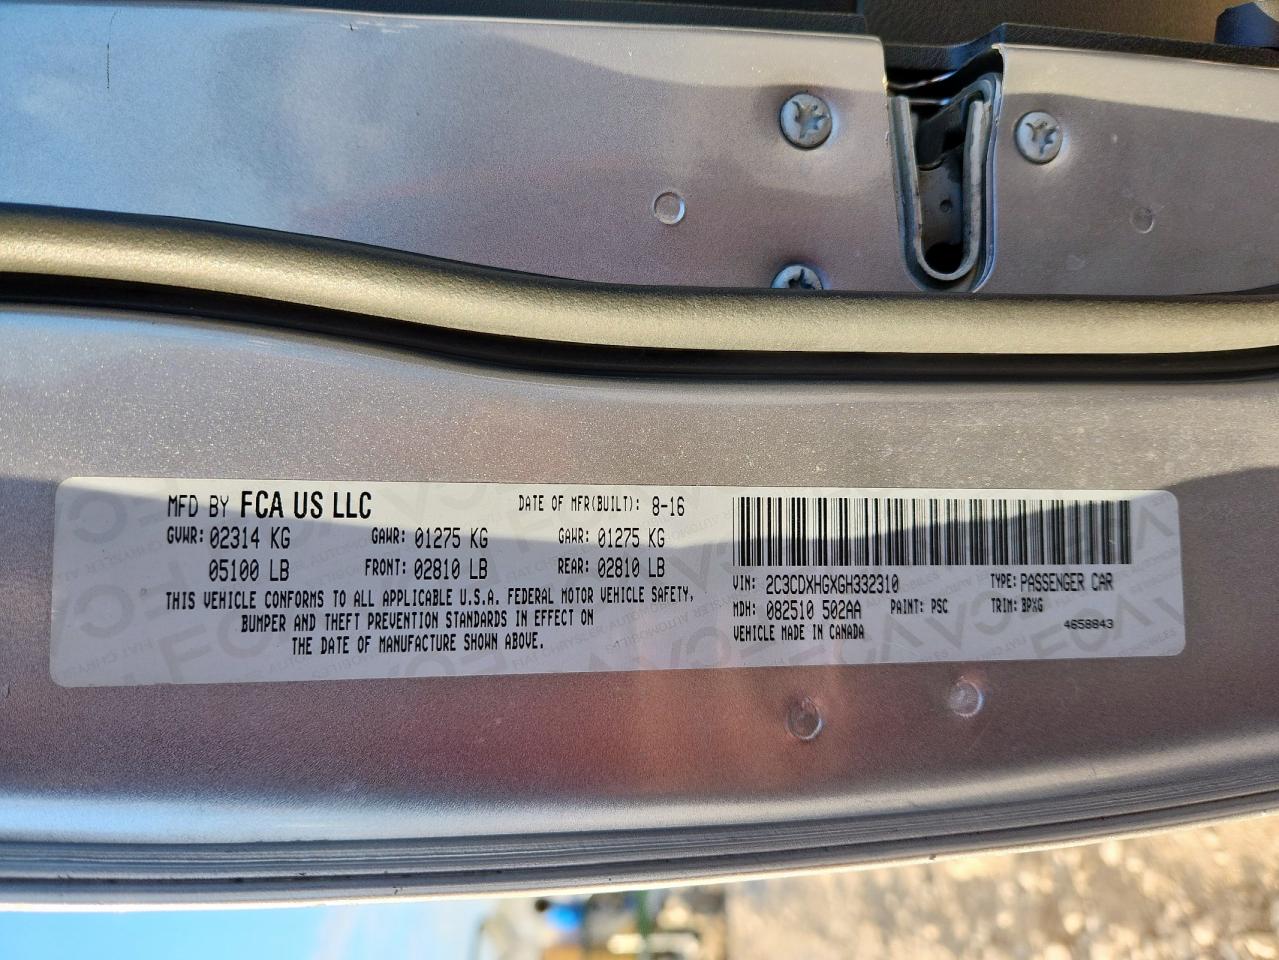 MFD BY FCA US LLC DATE OF MFR(BUILT): 8-16
GVWR: 02314 KG GAWR: 01275 KG GAWR: 01275 KG
05100 LB FRONT: 02810 LB REAR: 02810 LB
THIS VEHICLE CONFORMS TO ALL APPLICABLE U.S.A. FEDERAL MOTOR VEHICLE SAFETY,
BUMPER AND THEFT PREVENTION STANDARDS IN EFFECT ON
THE DATE OF MANUFACTURE SHOWN ABOVE.
VIN: 2C3CDXHGXGH332310 TYPE: PASSENGER CAR
MDH: 082510 502AA PAINT: PSC TRIM: BPXG
VEHICLE MADE IN CANADA 4658843